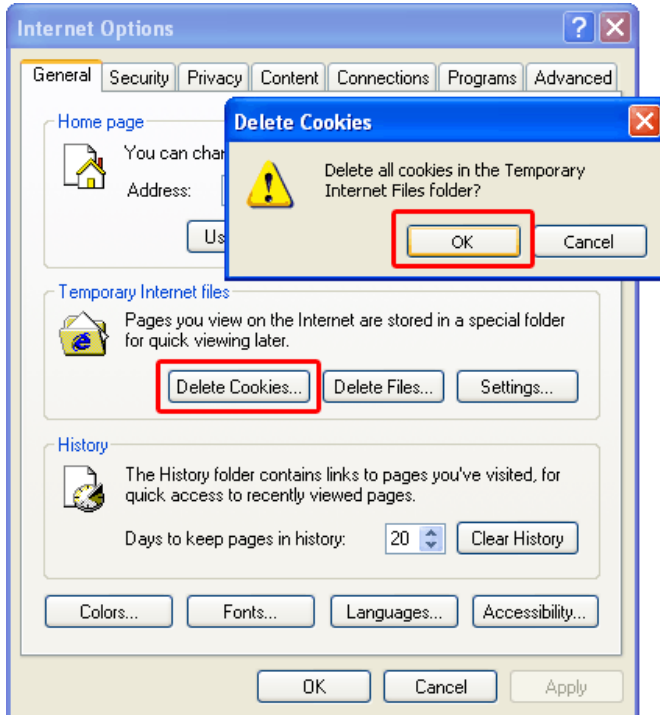 Internet Options
General Security Privacy Content Connections Programs Advanced
Home page
You can char
Address:
Us
Delete Cookies
Delete all cookies in the Temporary
Internet Files folder?
OK Cancel
Temporary Internet files
Pages you view on the Internet are stored in a special folder
for quick viewing later.
Delete Cookies... Delete Files... Settings...
History
The History folder contains links to pages you've visited, for
quick access to recently viewed pages.
Days to keep pages in history: 20 Clear History
Colors... Fonts... Languages... Accessibility...
OK Cancel Apply